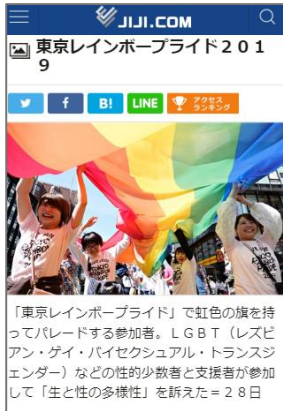 JIJI.COM
東京レインボープライド２０１
９
B!
LINE
アクセス
ランキング
「東京レインボープライド」で虹色の旗を持
ってパレードする参加者。ＬＧＢＴ（レズビ
アン・ゲイ・バイセクシュアル・トランスジ
ェンダー）などの性的少数者と支援者が参加
して「生と性の多様性」を訴えた＝２８日